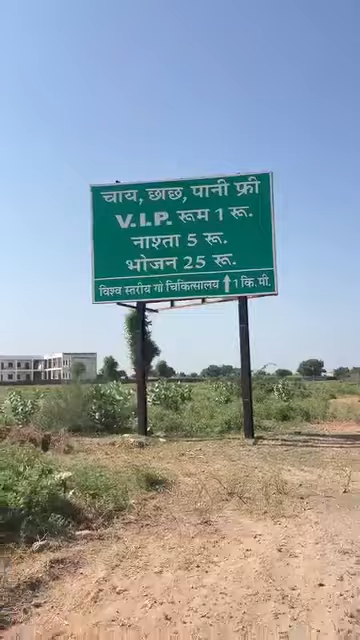 चाय, छाछ, पानी फ्री
V.I.P. रूम 1 रू.
नाश्ता 5 रू.
भोजन 25 रू.
विश्व स्तरीय गो चिकित्सालय ↑ 1 कि.मी.